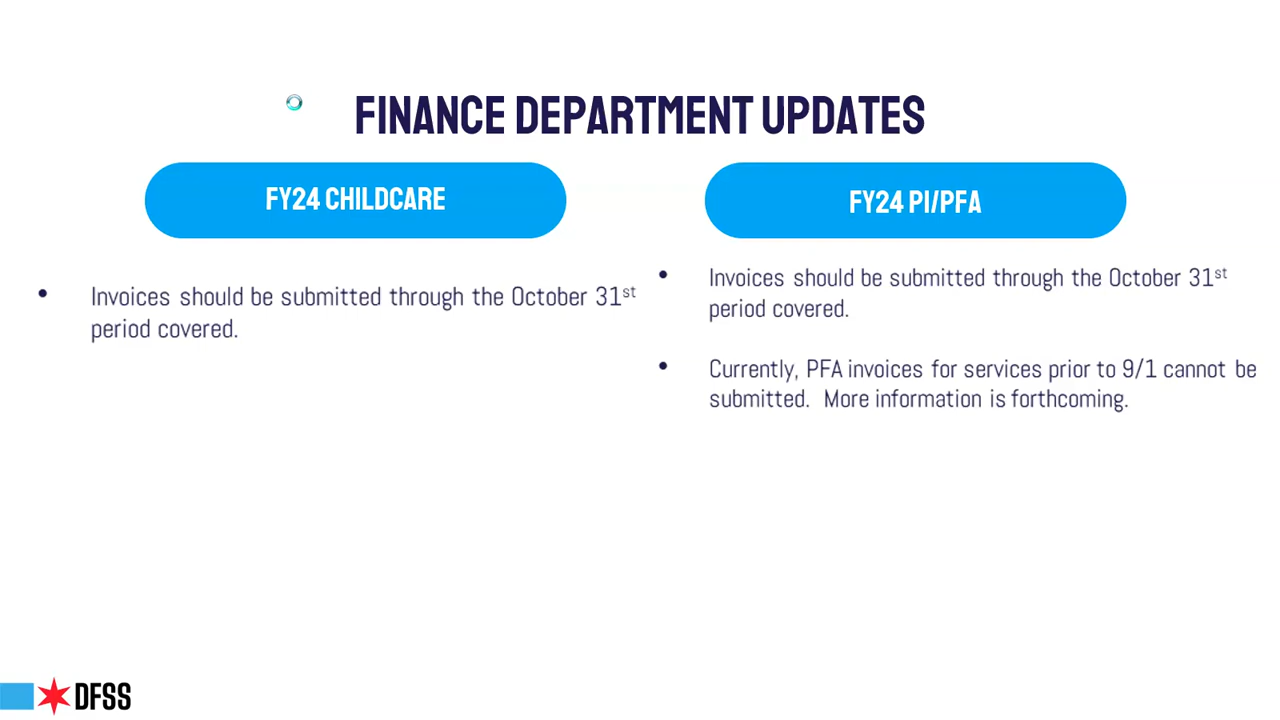 FINANCE DEPARTMENT UPDATES
FY24 CHILDCARE
• Invoices should be submitted through the October 31st
period covered.
FY24 PI/PFA
• Invoices should be submitted through the October 31st
period covered.
• Currently, PFA invoices for services prior to 9/1 cannot be
submitted.  More information is forthcoming.
DFSS